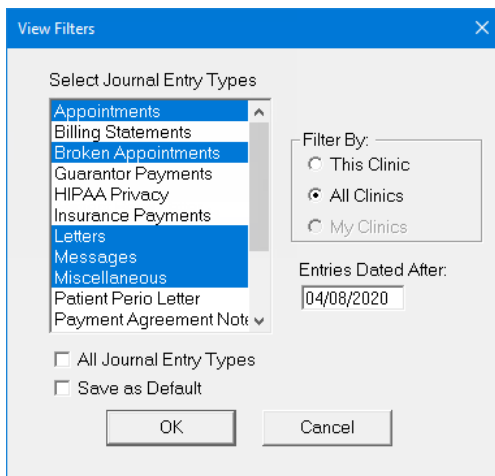 View Filters
Select Journal Entry Types
Appointments
Billing Statements
Broken Appointments
Guarantor Payments
HIPAA Privacy
Insurance Payments
Letters
Messages
Miscellaneous
Patient Perio Letter
Payment Agreement Note
Filter By:
This Clinic
All Clinics
My Clinics
Entries Dated After:
04/08/2020
All Journal Entry Types
Save as Default
OK
Cancel